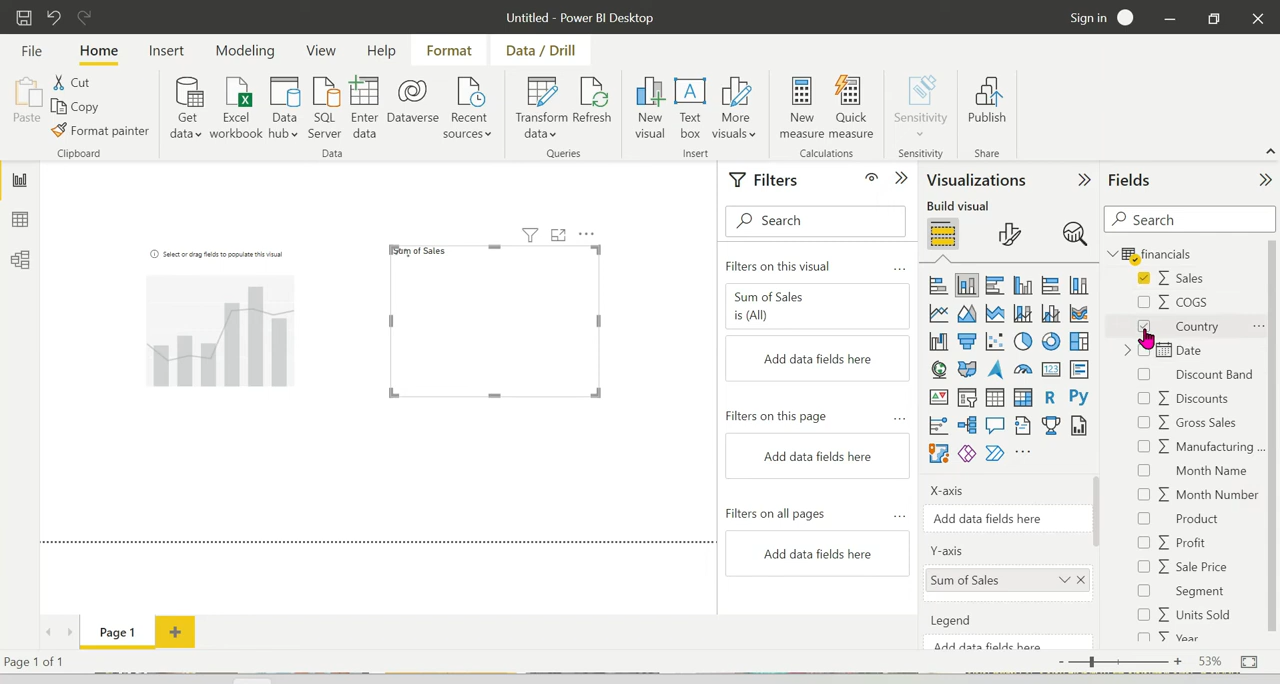 Untitled - Power BI Desktop
Sign in
File
Home
Insert
Modeling
View
Help
Format
Data / Drill
Paste
Cut
Copy
Format painter
Clipboard
Get data
Excel workbook
Data hub
SQL Server
Enter data
Dataverse
Recent sources
Data
Transform data
Refresh
Queries
New visual
Text box
More visuals
Insert
New measure
Quick measure
Calculations
Sensitivity
Sensitivity
Publish
Share
Select or drag fields to populate this visual
Sum of Sales
Filters
Search
Filters on this visual
...
Sum of Sales
is (All)
Add data fields here
Filters on this page
...
Add data fields here
Filters on all pages
...
Add data fields here
Visualizations
Build visual
123
R
Py
...
X-axis
Add data fields here
Y-axis
Sum of Sales
Legend
Add data fields here
Fields
Search
financials
Sales
COGS
Country
...
Date
Discount Band
Discounts
Gross Sales
Manufacturing ...
Month Name
Month Number
Product
Profit
Sale Price
Segment
Units Sold
Year
Page 1
Page 1 of 1
- + 53%